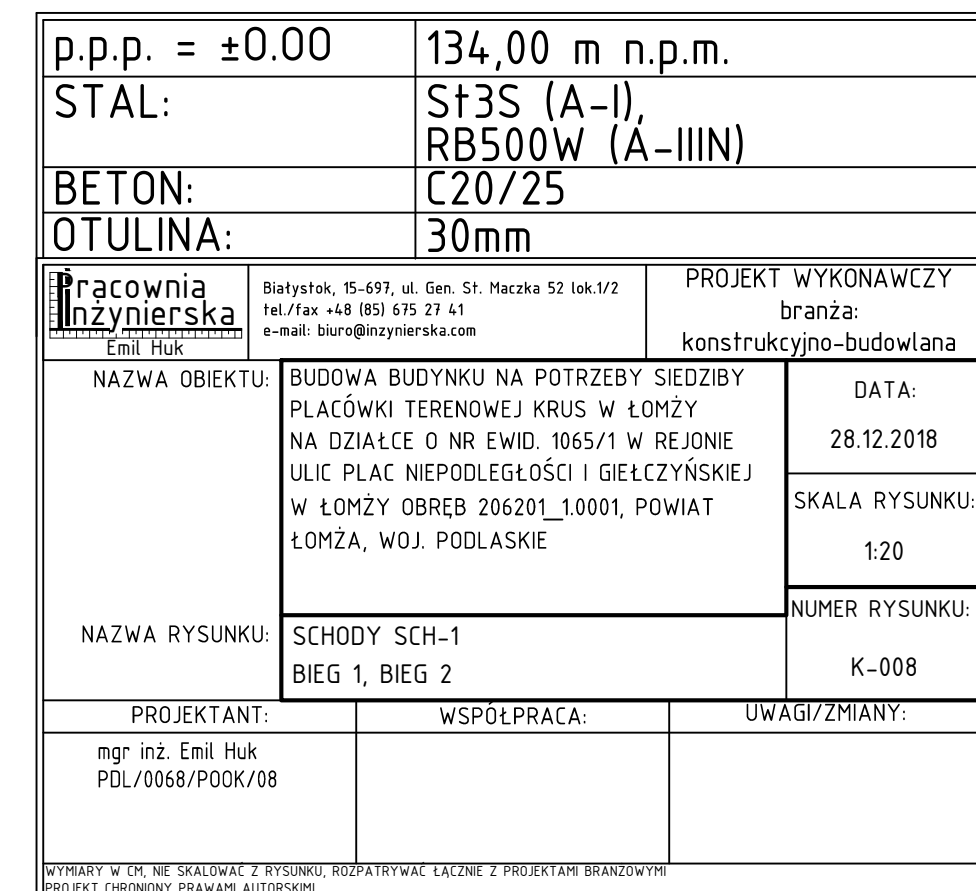 p.p.p. = ±0.00 134,00 m n.p.m.
STAL: St3S (A-I),
RB500W (A-IIIN)
BETON: C20/25
OTULINA: 30mm
Pracownia
Inżynierska
Emil Huk
Białystok, 15-697, ul. Gen. St. Maczka 52 lok.1/2
tel./fax +48 (85) 675 27 41
e-mail: biuro@inzynierska.com
PROJEKT WYKONAWCZY
branża:
konstrukcyjno-budowlana
NAZWA OBIEKTU:
BUDOWA BUDYNKU NA POTRZEBY SIEDZIBY
PLACÓWKI TERENOWEJ KRUS W ŁOMŻY
NA DZIAŁCE O NR EWID. 1065/1 W REJONIE
ULIC PLAC NIEPODLEGŁOŚCI I GIEŁCZYŃSKIEJ
W ŁOMŻY OBRĘB 206201_1.0001, POWIAT
ŁOMŻA, WOJ. PODLASKIE
DATA:
28.12.2018
SKALA RYSUNKU:
1:20
NAZWA RYSUNKU:
SCHODY SCH-1
BIEG 1, BIEG 2
NUMER RYSUNKU:
K-008
PROJEKTANT:
mgr inż. Emil Huk
PDL/0068/POOK/08
WSPÓŁPRACA:
UWAGI/ZMIANY:
WYMIARY W CM, NIE SKALOWAĆ Z RYSUNKU, ROZPATRYWAĆ ŁĄCZNIE Z PROJEKTAMI BRANŻOWYMI
PROJEKT CHRONIONY PRAWAMI AUTORSKIMI